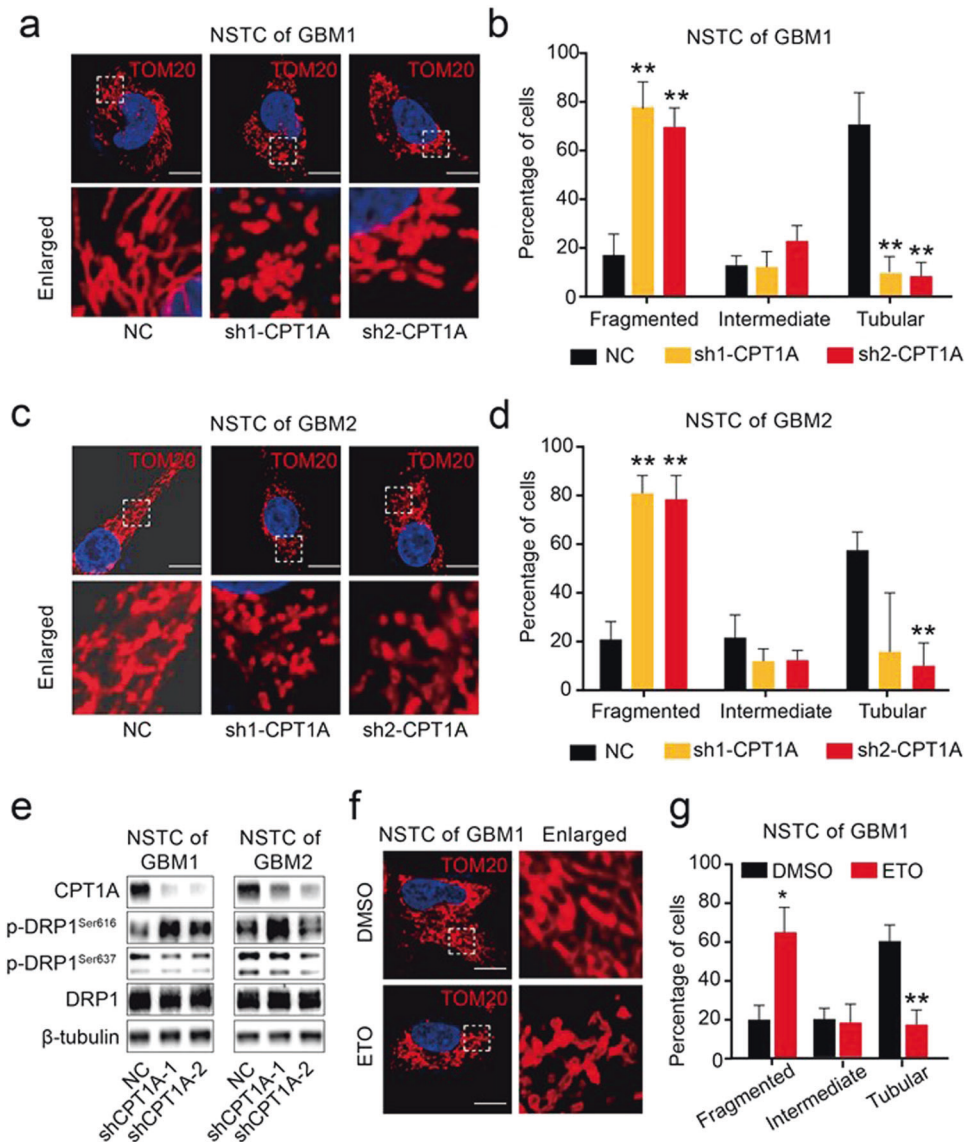 a
NSTC of GBM1
TOM20 TOM20 TOM20
Enlarged
NC sh1-CPT1A sh2-CPT1A
b
NSTC of GBM1
Percentage of cells
100
80
60
40
20
0
** **
** **
Fragmented Intermediate Tubular
NC sh1-CPT1A sh2-CPT1A
c
NSTC of GBM2
TOM20 TOM20 TOM20
Enlarged
NC sh1-CPT1A sh2-CPT1A
d
NSTC of GBM2
Percentage of cells
100
80
60
40
20
0
** **
**
Fragmented Intermediate Tubular
NC sh1-CPT1A sh2-CPT1A
e
NSTC of GBM1 NSTC of GBM2
CPT1A
p-DRP1Ser616
p-DRP1Ser637
DRP1
β-tubulin
NC shCPT1A-1 shCPT1A-2 NC shCPT1A-1 shCPT1A-2
f
NSTC of GBM1 Enlarged
DMSO TOM20
ETO TOM20
g
NSTC of GBM1
Percentage of cells
100
80
60
40
20
0
DMSO ETO
*
**
Fragmented Intermediate Tubular